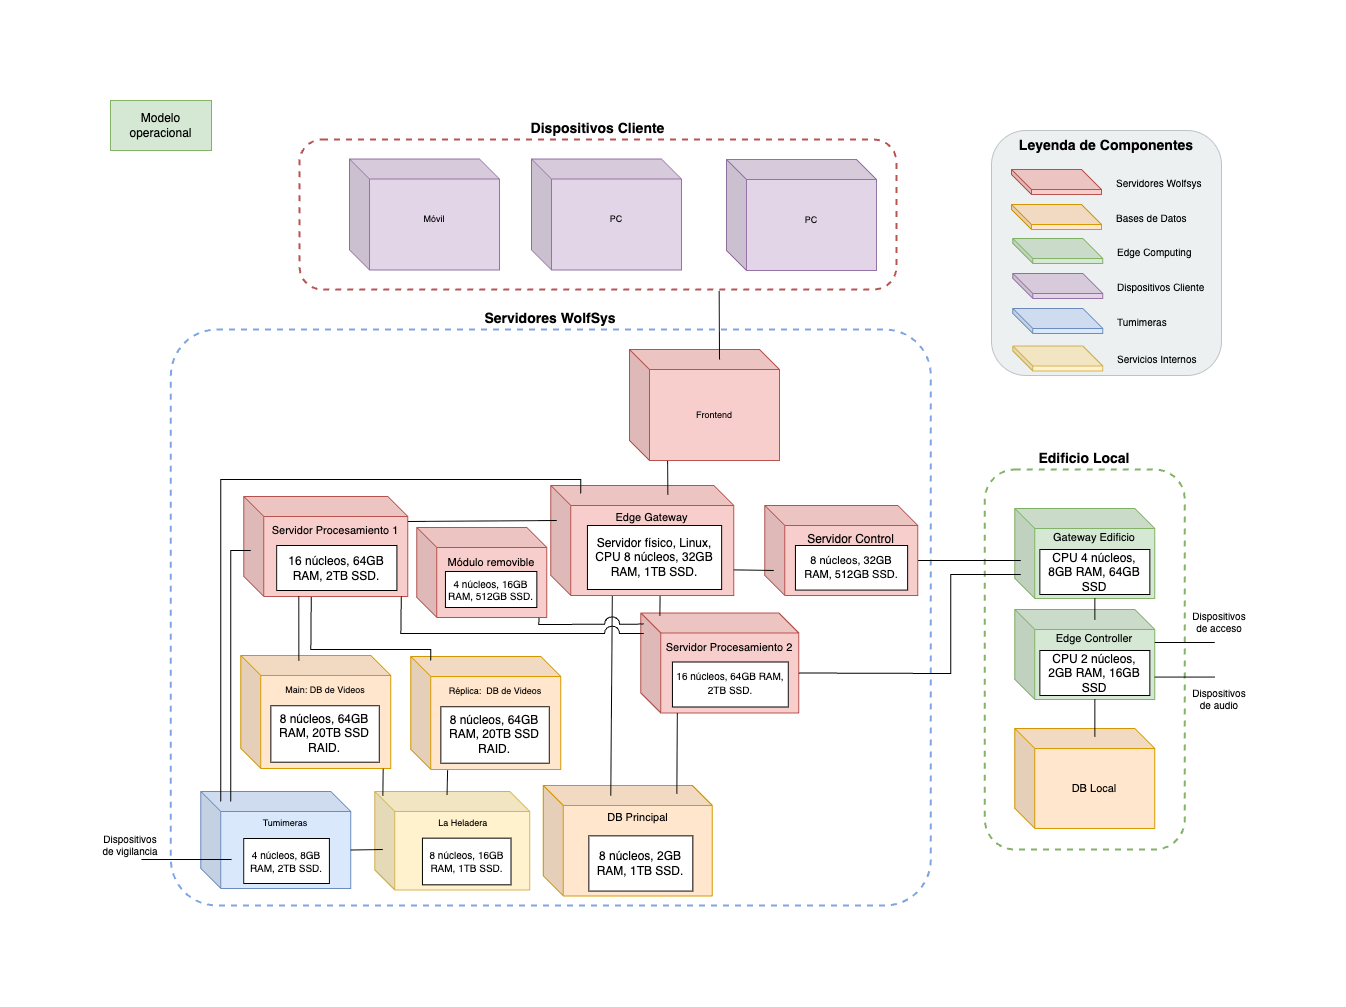 Modelo
operacional
Dispositivos Cliente
Móvil
PC
PC
Leyenda de Componentes
Servidores Wolfsys
Bases de Datos
Edge Computing
Dispositivos Cliente
Tumimeras
Servicios Internos
Servidores WolfSys
Frontend
Edge Gateway
Servidor físico, Linux,
CPU 8 núcleos, 32GB
RAM, 1TB SSD.
Servidor Procesamiento 1
16 núcleos, 64GB
RAM, 2TB SSD.
Módulo removible
4 núcleos, 16GB
RAM, 512GB SSD.
Servidor Control
8 núcleos, 32GB
RAM, 512GB SSD.
Servidor Procesamiento 2
16 núcleos, 64GB RAM,
2TB SSD.
Main: DB de Videos
8 núcleos, 64GB
RAM, 20TB SSD
RAID.
Réplica: DB de Videos
8 núcleos, 64GB
RAM, 20TB SSD
RAID.
Dispositivos
de vigilancia
Tumimeras
4 núcleos, 8GB
RAM, 2TB SSD.
La Heladera
8 núcleos, 16GB
RAM, 1TB SSD.
DB Principal
8 núcleos, 2GB
RAM, 1TB SSD.
Edificio Local
Gateway Edificio
CPU 4 núcleos,
8GB RAM, 64GB
SSD
Edge Controller
CPU 2 núcleos,
2GB RAM, 16GB
SSD
Dispositivos
de acceso
Dispositivos
de audio
DB Local